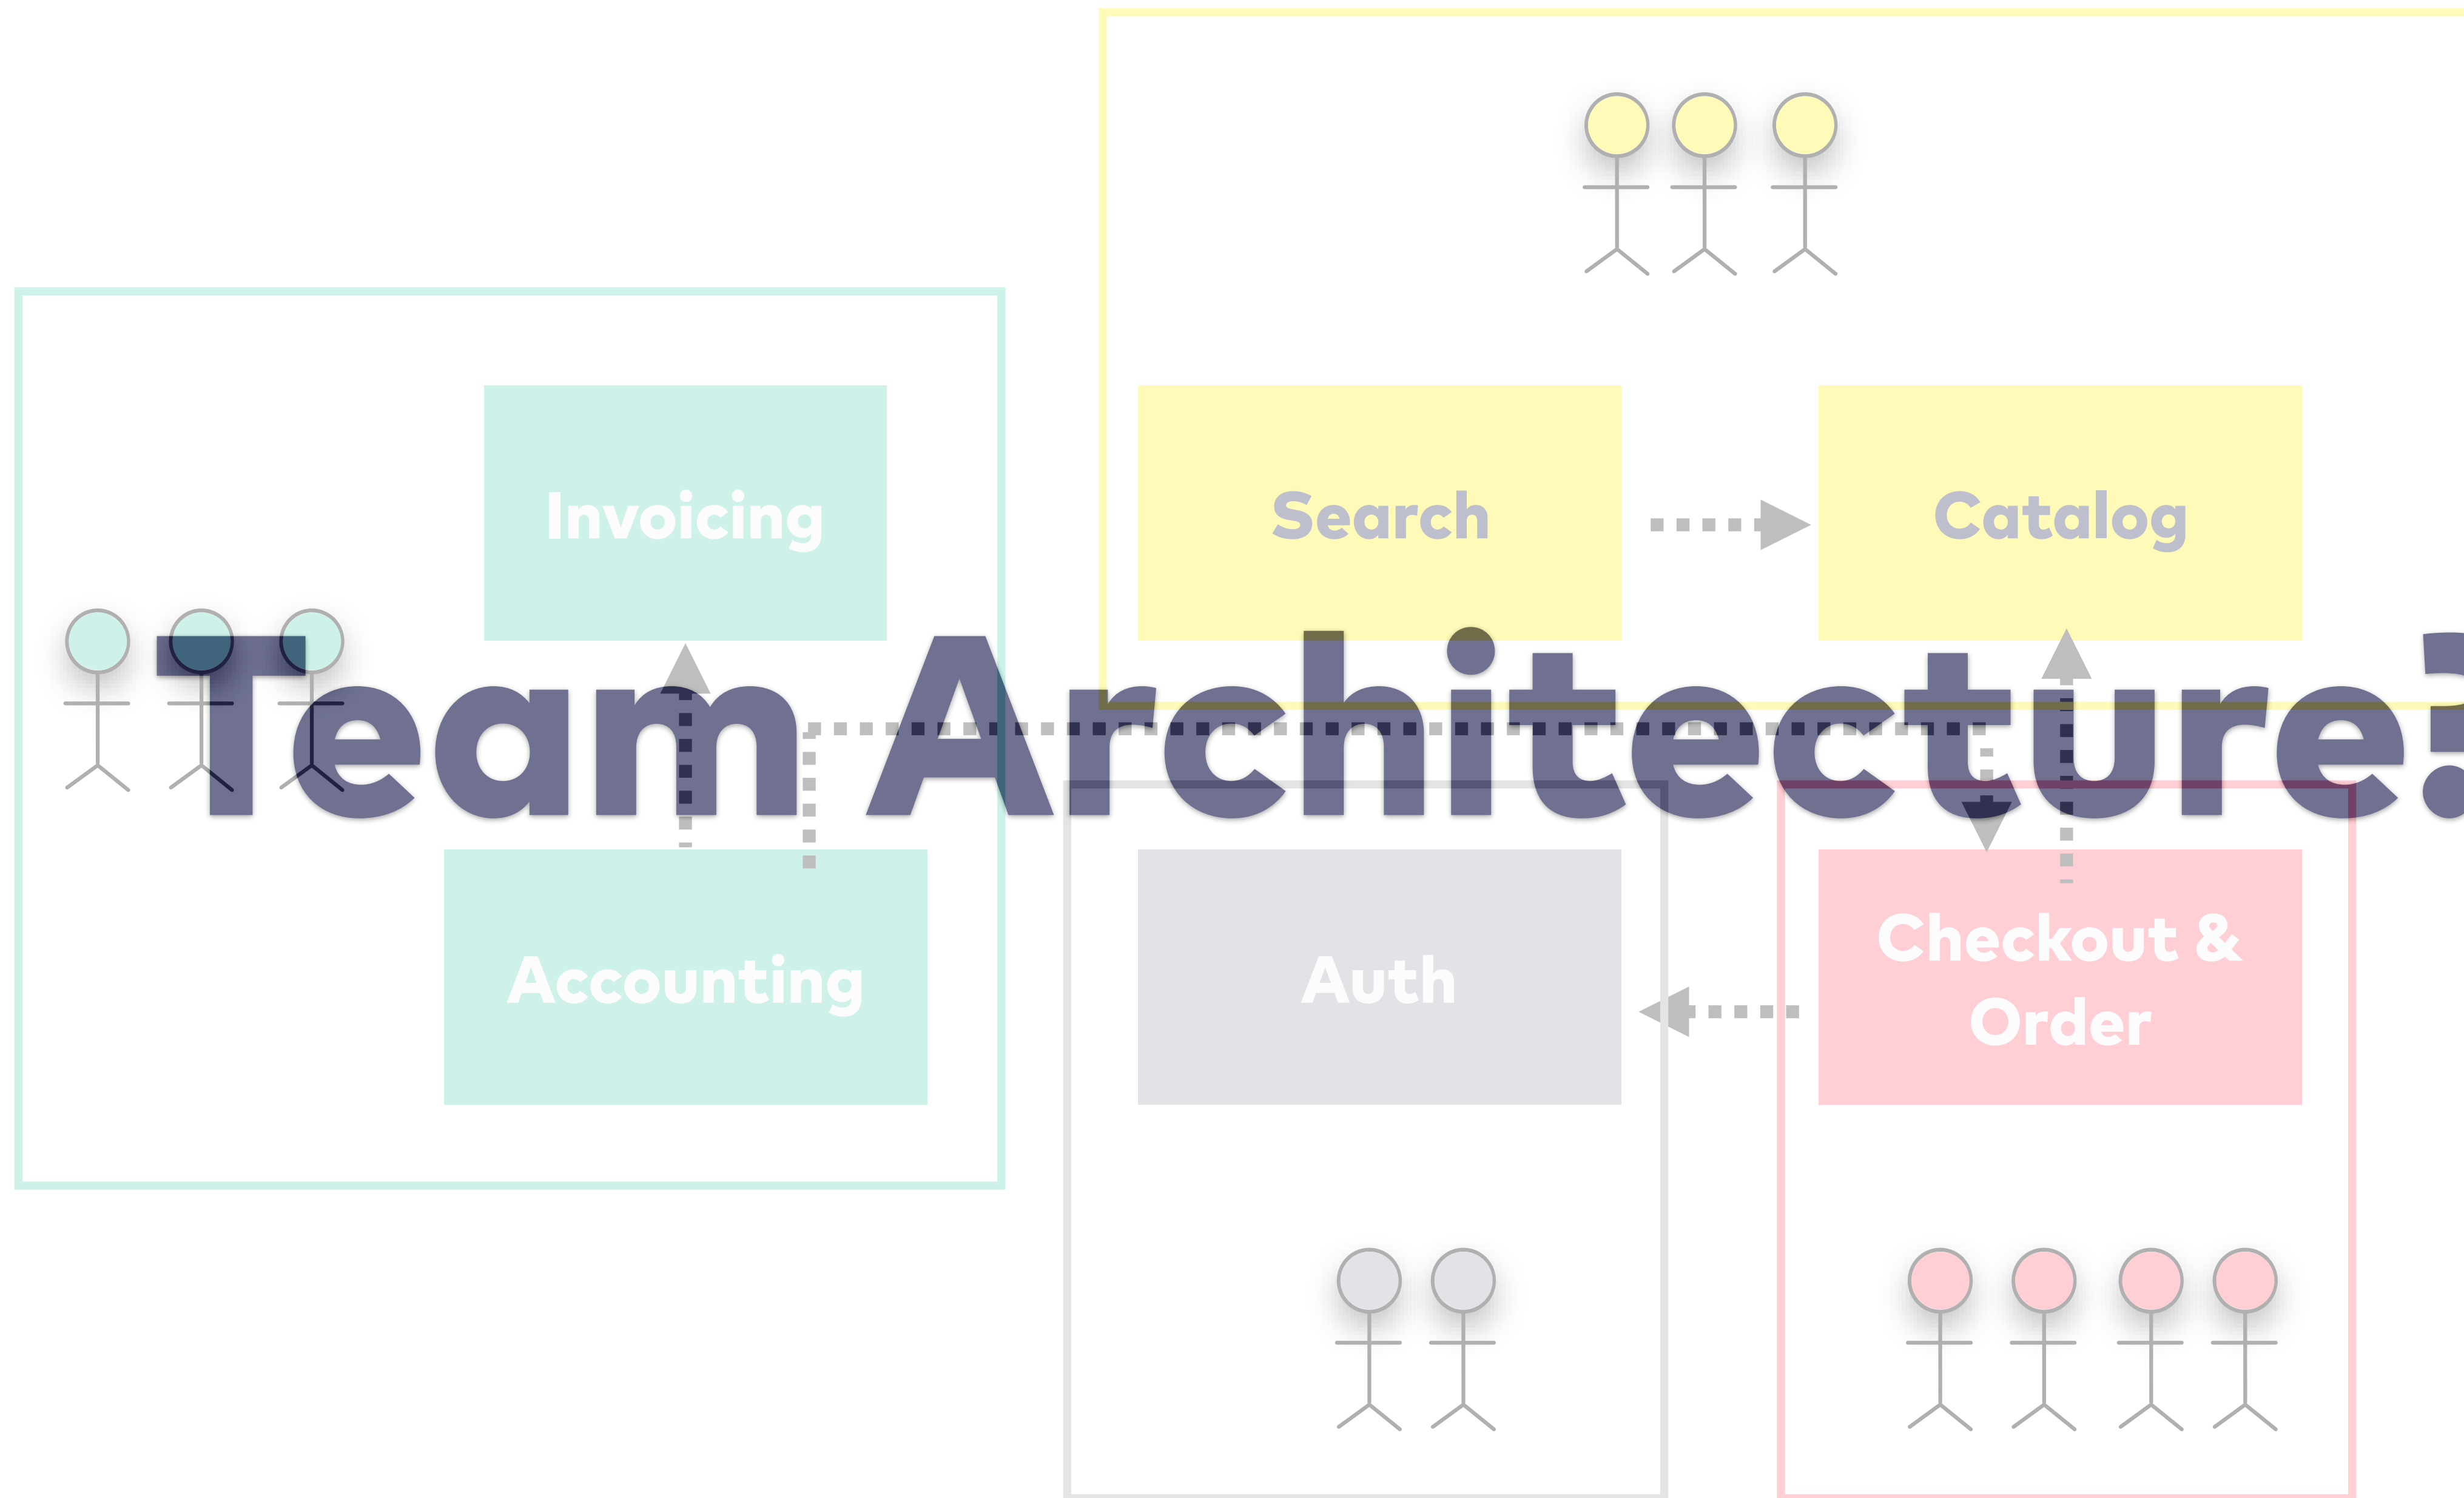 Invoicing
Search
Catalog
Team Architecture?
Accounting
Auth
Checkout &
Order